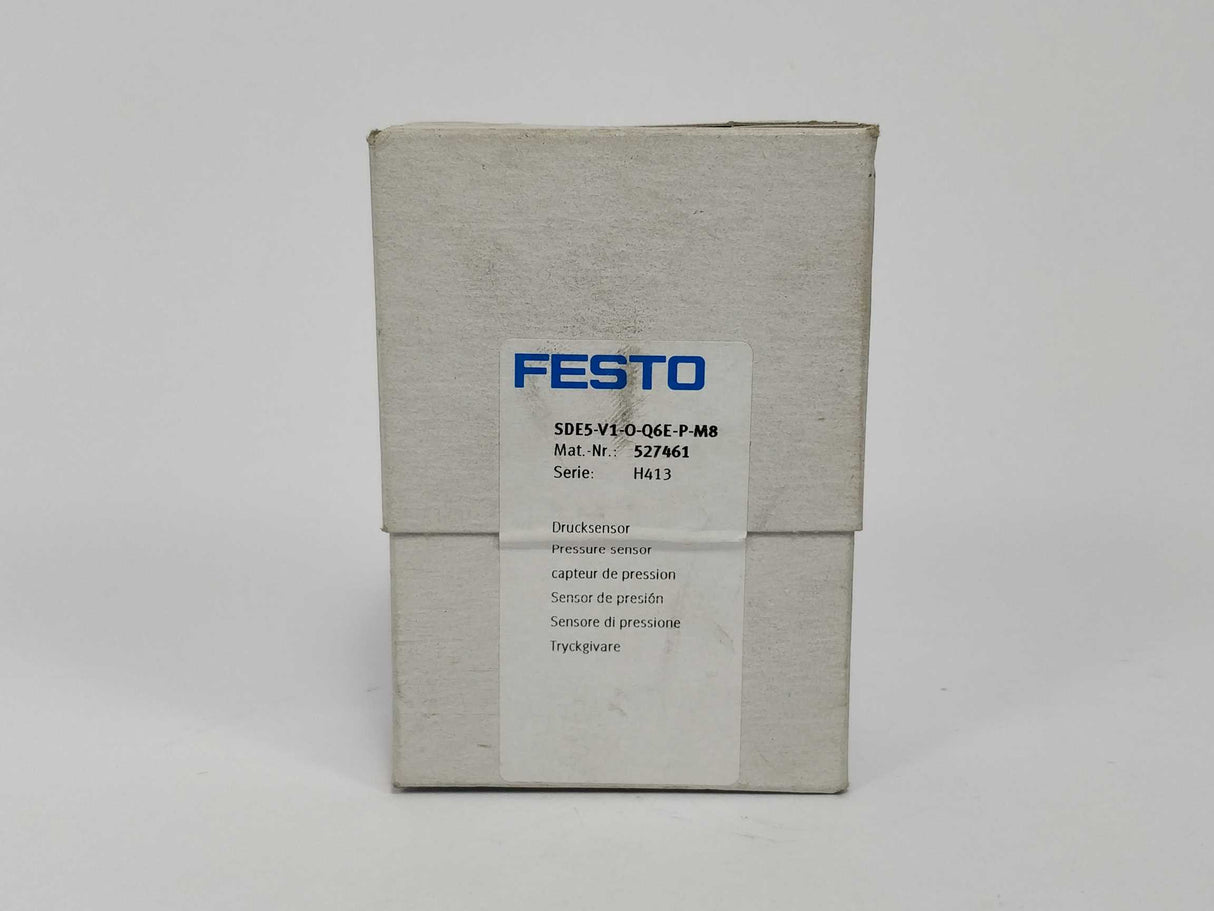 FESTO
SDE5-V1-O-Q6E-P-M8
Mat.-Nr.: 527461
Serie: H413
Drucksensor
Pressure sensor
capteur de pression
Sensor de presión
Sensore di pressione
Tryckgivare